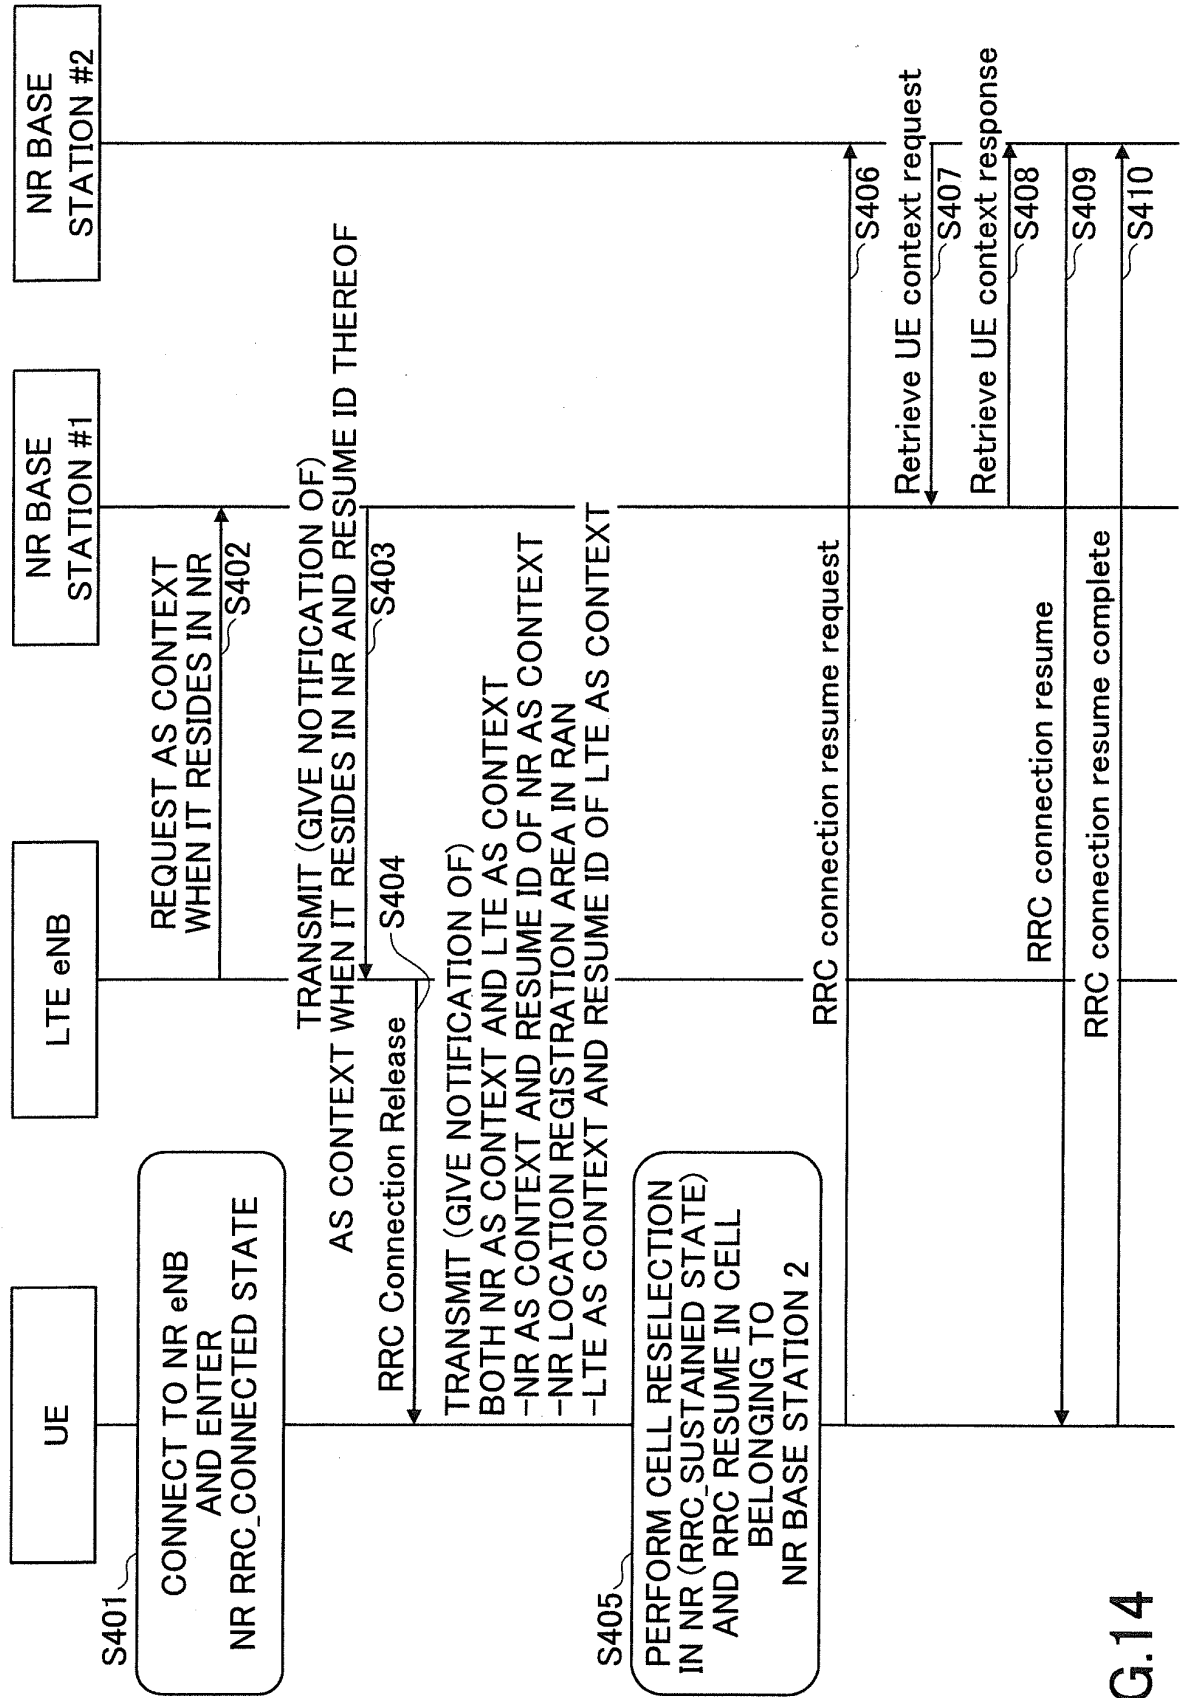 UE
LTE eNB
NR BASE
STATION #1
NR BASE
STATION #2
S401
CONNECT TO NR eNB
AND ENTER
NR RRC_CONNECTED STATE
REQUEST AS CONTEXT
WHEN IT RESIDES IN NR
S402
TRANSMIT (GIVE NOTIFICATION OF)
AS CONTEXT WHEN IT RESIDES IN NR AND RESUME ID THEREOF
S403
RRC Connection Release
S404
TRANSMIT (GIVE NOTIFICATION OF)
BOTH NR AS CONTEXT AND LTE AS CONTEXT
-NR AS CONTEXT AND RESUME ID OF NR AS CONTEXT
-NR LOCATION REGISTRATION AREA IN RAN
-LTE AS CONTEXT AND RESUME ID OF LTE AS CONTEXT
S405
PERFORM CELL RESELECTION
IN NR (RRC_SUSTAINED STATE)
AND RRC RESUME IN CELL
BELONGING TO
NR BASE STATION 2
RRC connection resume request
S406
Retrieve UE context request
S407
Retrieve UE context response
S408
RRC connection resume
S409
RRC connection resume complete
S410
G.14